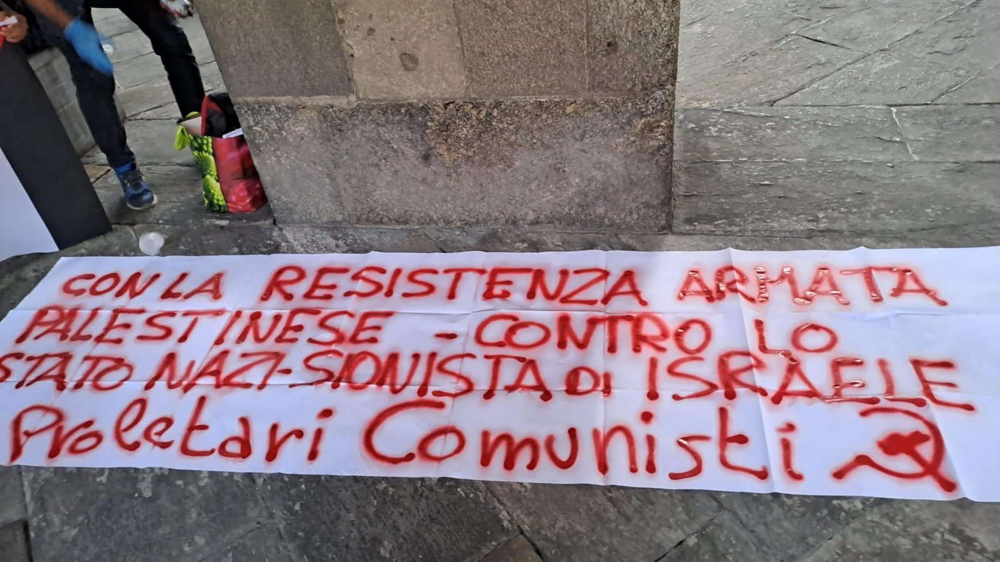 CON LA RESISTENZA ARMATA
PALESTINESE - CONTRO LO
STATO NAZI-SIONISTA DI ISRAELE
Proletari Comunisti